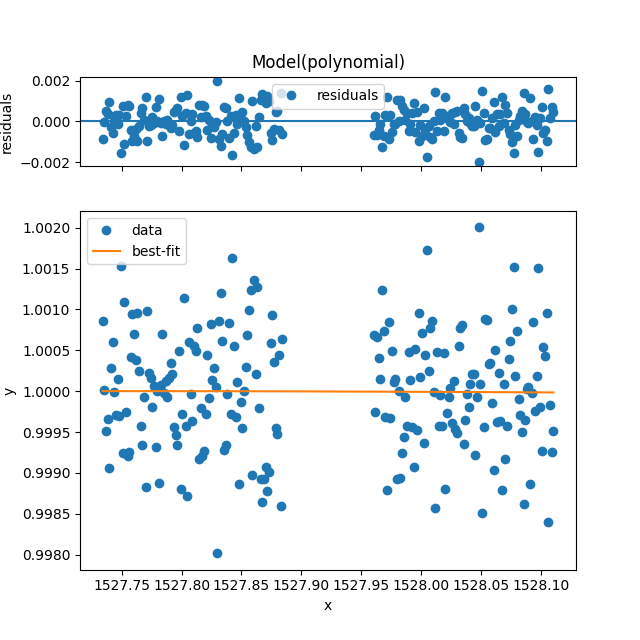 Model(polynomial)
0.002
0.000
−0.002
residuals
residuals
1.0020
1.0015
1.0010
1.0005
1.0000
0.9995
0.9990
0.9985
0.9980
y
data
best-fit
1527.75 1527.80 1527.85 1527.90 1527.95 1528.00 1528.05 1528.10
x